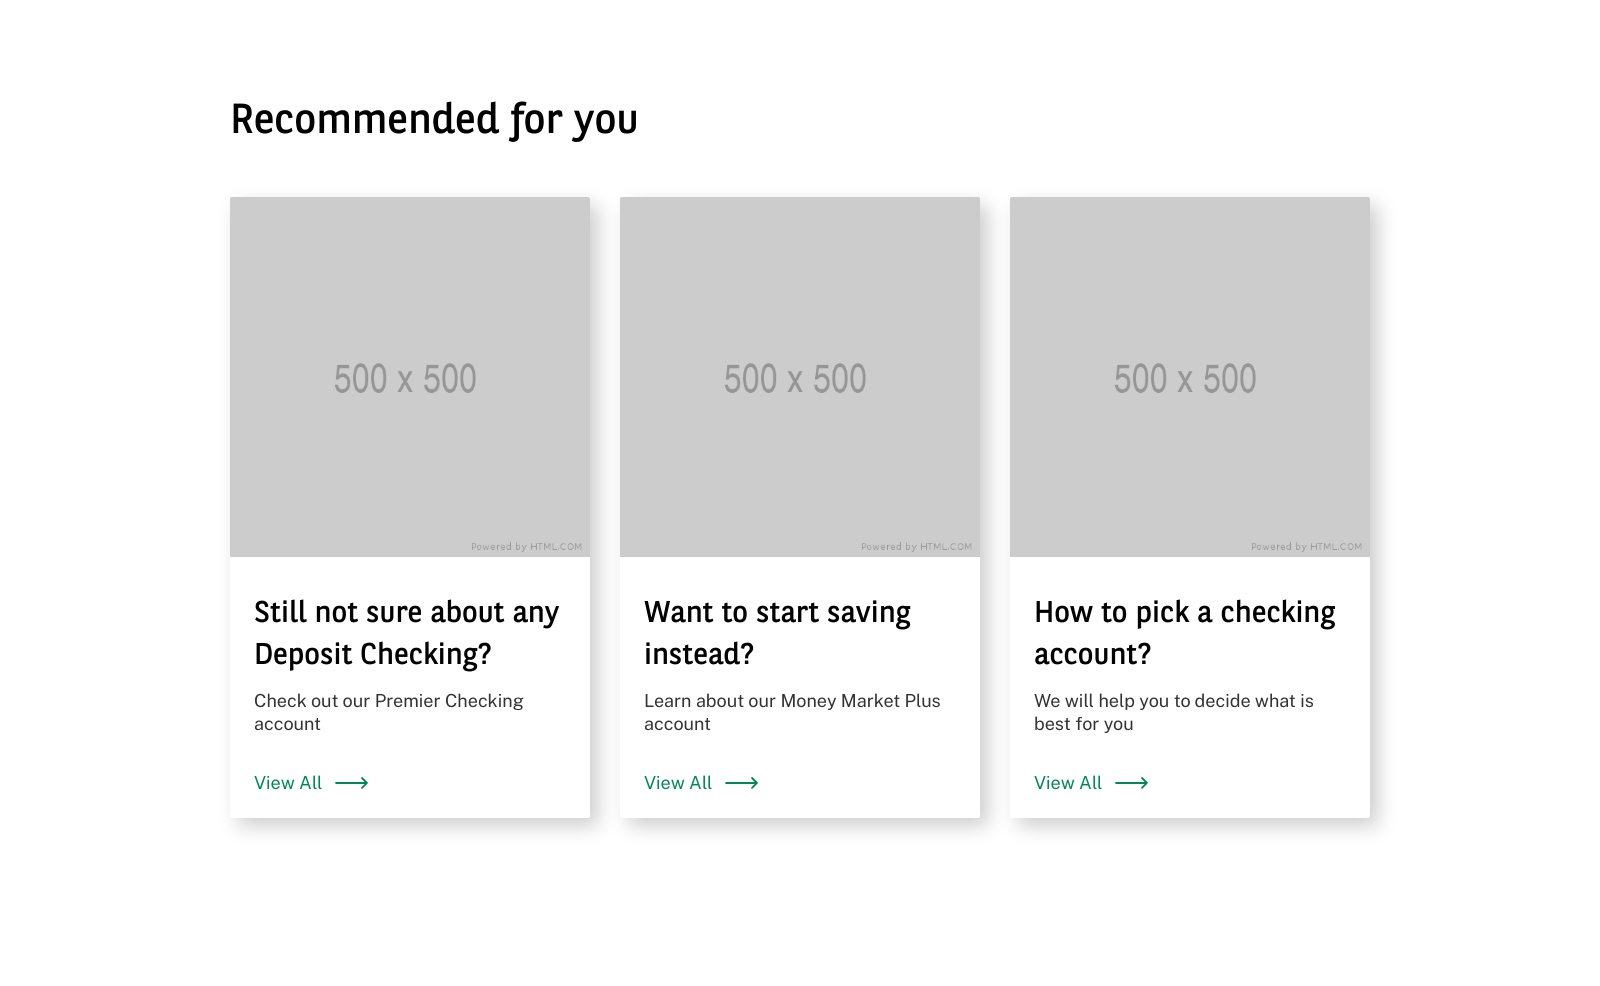 Recommended for you
500 x 500
Powered by HTML.COM
Still not sure about any
Deposit Checking?
Check out our Premier Checking
account
View All
500 x 500
Powered by HTML.COM
Want to start saving
instead?
Learn about our Money Market Plus
account
View All
500 x 500
Powered by HTML.COM
How to pick a checking
account?
We will help you to decide what is
best for you
View All